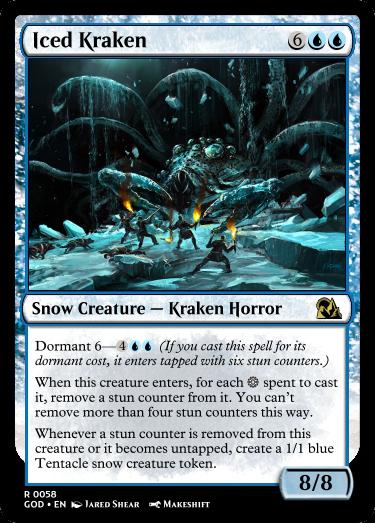 Iced Kraken 6
Snow Creature — Kraken Horror
Dormant 6—4 (If you cast this spell for its
dormant cost, it enters tapped with six stun counters.)
When this creature enters, for each spent to cast
it, remove a stun counter from it. You can't
remove more than four stun counters this way.
Whenever a stun counter is removed from this
creature or it becomes untapped, create a 1/1 blue
Tentacle snow creature token.
8/8
R 0058
GOD • EN Jared Shear Makeshift